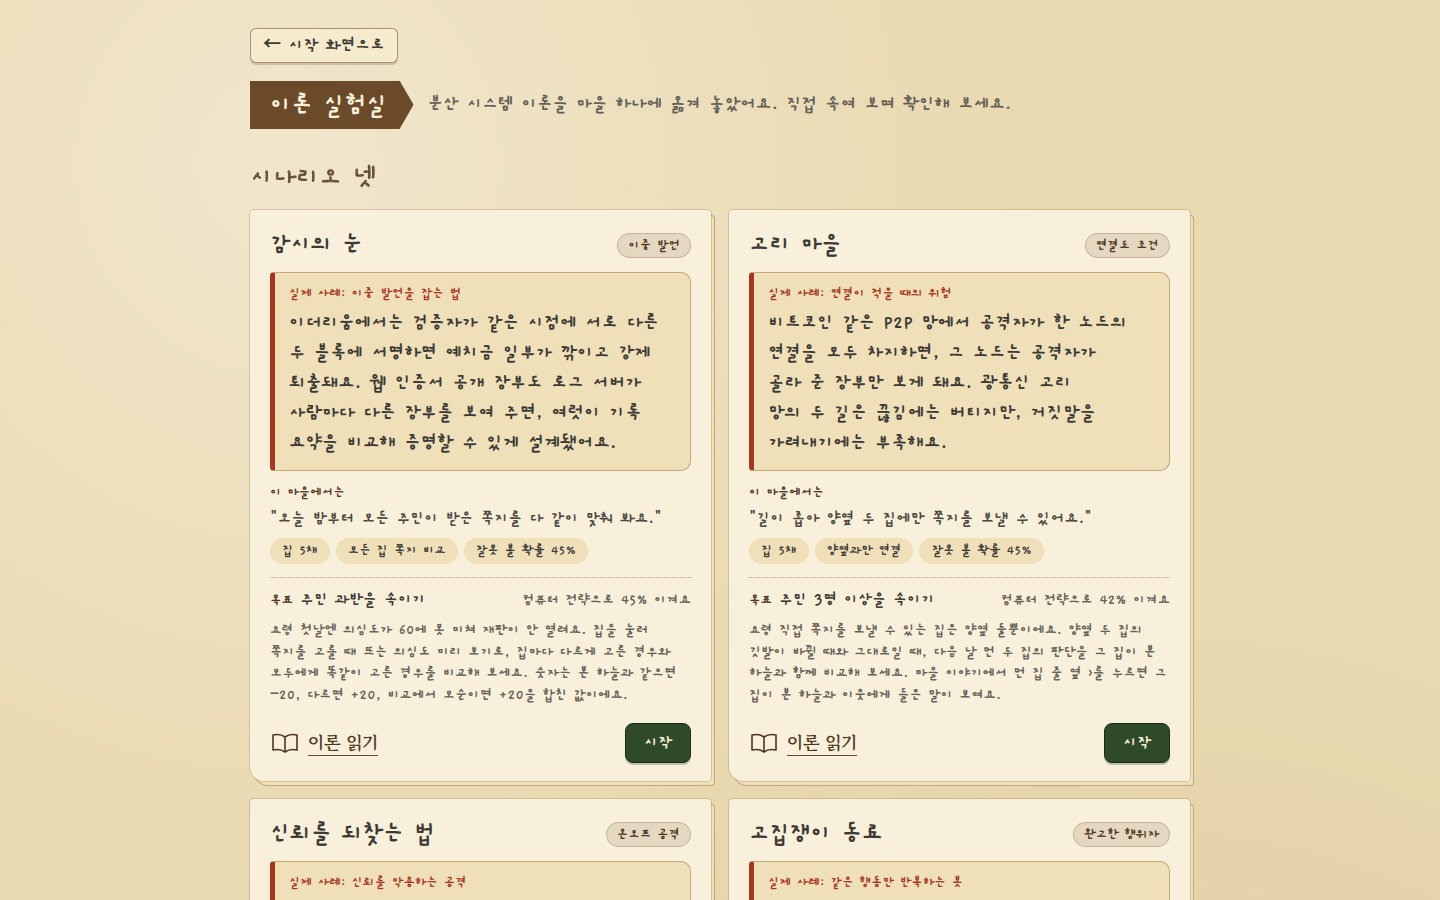 ← 시작 화면으로
이론 실험실
분산 시스템 이론을 마을 하나에 옮겨 놓았어요. 직접 속여 보며 확인해 보세요.
시나리오 넷
감시의 눈
이중 발언
실제 사례: 이중 발언을 잡는 법
이더리움에서는 검증자가 같은 시점에 서로 다른
두 블록에 서명하면 예치금 일부가 깎이고 강제
퇴출돼요. 웹 인증서 공개 장부도 로그 서버가
사람마다 다른 장부를 보여 주면, 여럿이 기록
요약을 비교해 증명할 수 있게 설계됐어요.
이 마을에서는
"오늘 밤부터 모든 주민이 받은 쪽지를 다 같이 맞춰 봐요."
집 5채
모든 집 쪽지 비교
잘못 볼 확률 45%
목표 주민 과반을 속이기
컴퓨터 전략으로 45% 이겨요
요령 첫날엔 의심도가 60에 못 미쳐 재판이 안 열려요. 집을 눌러
쪽지를 고를 때 뜨는 의심도 미리 보기로, 집마다 다르게 고른 경우와
모두에게 똑같이 고른 경우를 비교해 보세요. 숫자는 본 하늘과 같으면
−20, 다르면 +20, 비교에서 모순이면 +20을 합친 값이에요.
이론 읽기
시작
고리 마을
연결도 조건
실제 사례: 연결이 적을 때의 위험
비트코인 같은 P2P 망에서 공격자가 한 노드의
연결을 모두 차지하면, 그 노드는 공격자가
골라 준 장부만 보게 돼요. 광통신 고리
망의 두 길은 끊김에는 버티지만, 거짓말을
가려내기에는 부족해요.
이 마을에서는
"길이 좁아 양옆 두 집에만 쪽지를 보낼 수 있어요."
집 5채
양옆과만 연결
잘못 볼 확률 45%
목표 주민 3명 이상을 속이기
컴퓨터 전략으로 42% 이겨요
요령 직접 쪽지를 보낼 수 있는 집은 양옆 둘뿐이에요. 양옆 두 집의
깃발이 바뀔 때와 그대로일 때, 다음 날 먼 두 집의 판단을 그 집이 본
하늘과 함께 비교해 보세요. 마을 이야기에서 먼 집 줄 옆 ›를 누르면 그
집이 본 하늘과 이웃에게 들은 말이 보여요.
이론 읽기
시작
신뢰를 되찾는 법
온오프 공격
실제 사례: 신뢰를 악용하는 공격
고집쟁이 동료
완고한 행위자
실제 사례: 같은 행동만 반복하는 봇